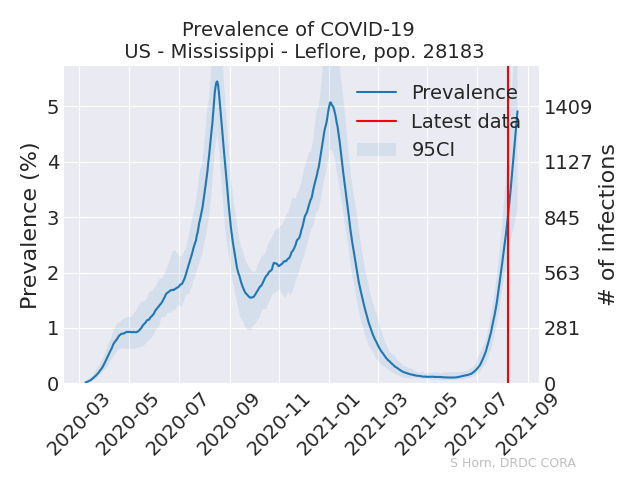 Prevalence of COVID-19
US - Mississippi - Leflore, pop. 28183
Prevalence
Latest data
95CI
Prevalence (%)
5
4
3
2
1
0
1409
1127
845
563
281
0
# of infections
2020-03
2020-05
2020-07
2020-09
2020-11
2021-01
2021-03
2021-05
2021-07
2021-09
S Horn, DRDC CORA